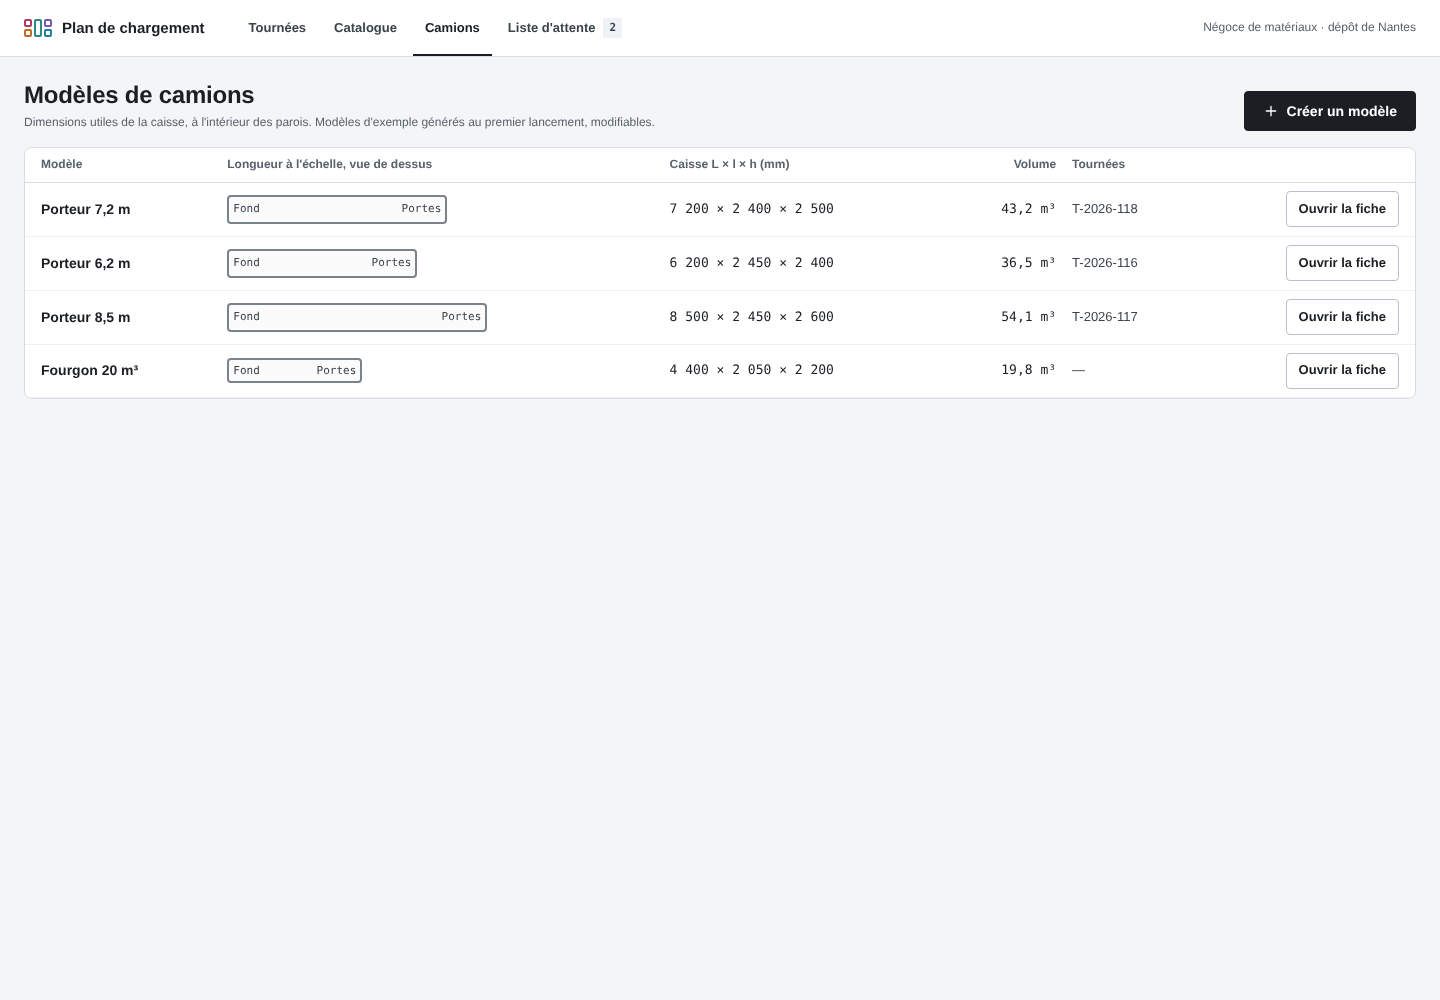 Plan de chargement
Tournées
Catalogue
Camions
Liste d'attente 2
Négoce de matériaux · dépôt de Nantes
Modèles de camions
Dimensions utiles de la caisse, à l'intérieur des parois. Modèles d'exemple générés au premier lancement, modifiables.
+ Créer un modèle
Modèle Longueur à l'échelle, vue de dessus Caisse L × l × h (mm) Volume Tournées
Porteur 7,2 m Fond Portes 7 200 × 2 400 × 2 500 43,2 m³ T-2026-118 Ouvrir la fiche
Porteur 6,2 m Fond Portes 6 200 × 2 450 × 2 400 36,5 m³ T-2026-116 Ouvrir la fiche
Porteur 8,5 m Fond Portes 8 500 × 2 450 × 2 600 54,1 m³ T-2026-117 Ouvrir la fiche
Fourgon 20 m³ Fond Portes 4 400 × 2 050 × 2 200 19,8 m³ — Ouvrir la fiche